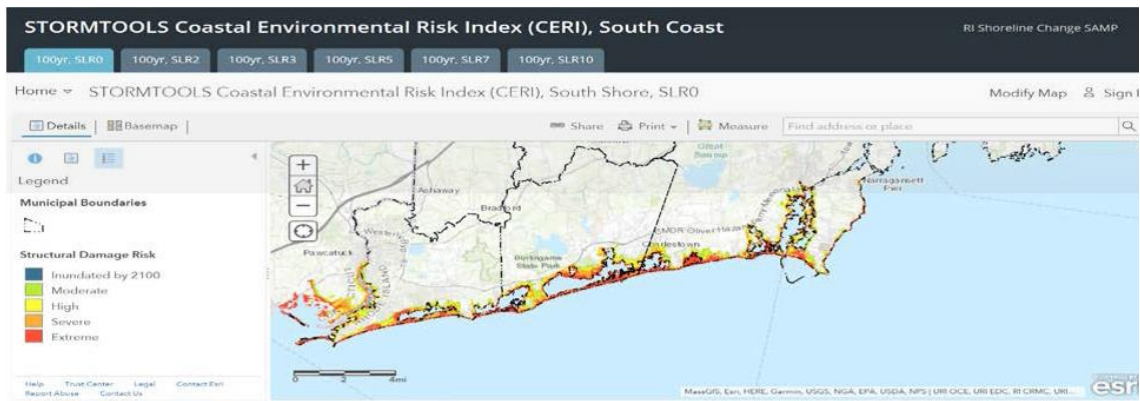 STORMTOOLS Coastal Environmental Risk Index (CERI), South Coast
RI Shoreline Change SAMP
100yr, SLR0
100yr, SLR2
100yr, SLR3
100yr, SLR5
100yr, SLR7
100yr, SLR10
Home
STORMTOOLS Coastal Environmental Risk Index (CERI), South Shore, SLR0
Modify Map
Sign
Details
Basemap
Share
Print
Measure
Find address or place
Legend
Municipal Boundaries
Structural Damage Risk
Inundated by 2100
Moderate
High
Severe
Extreme
Help Trust Center Legal Contact Esri
Report Abuse Contact Us
Great
Swamp
Ashaway
Bradford
Narragansett
Pier
Westerly
Pawcatuck
Burlingame
State Park
Charlestown
0 2 4mi
MassGIS, Esri, HERE, Garmin, USGS, NGA, EPA, USDA, NPS | URI OCE, URI EDC, RI CRMC, URI...
esri